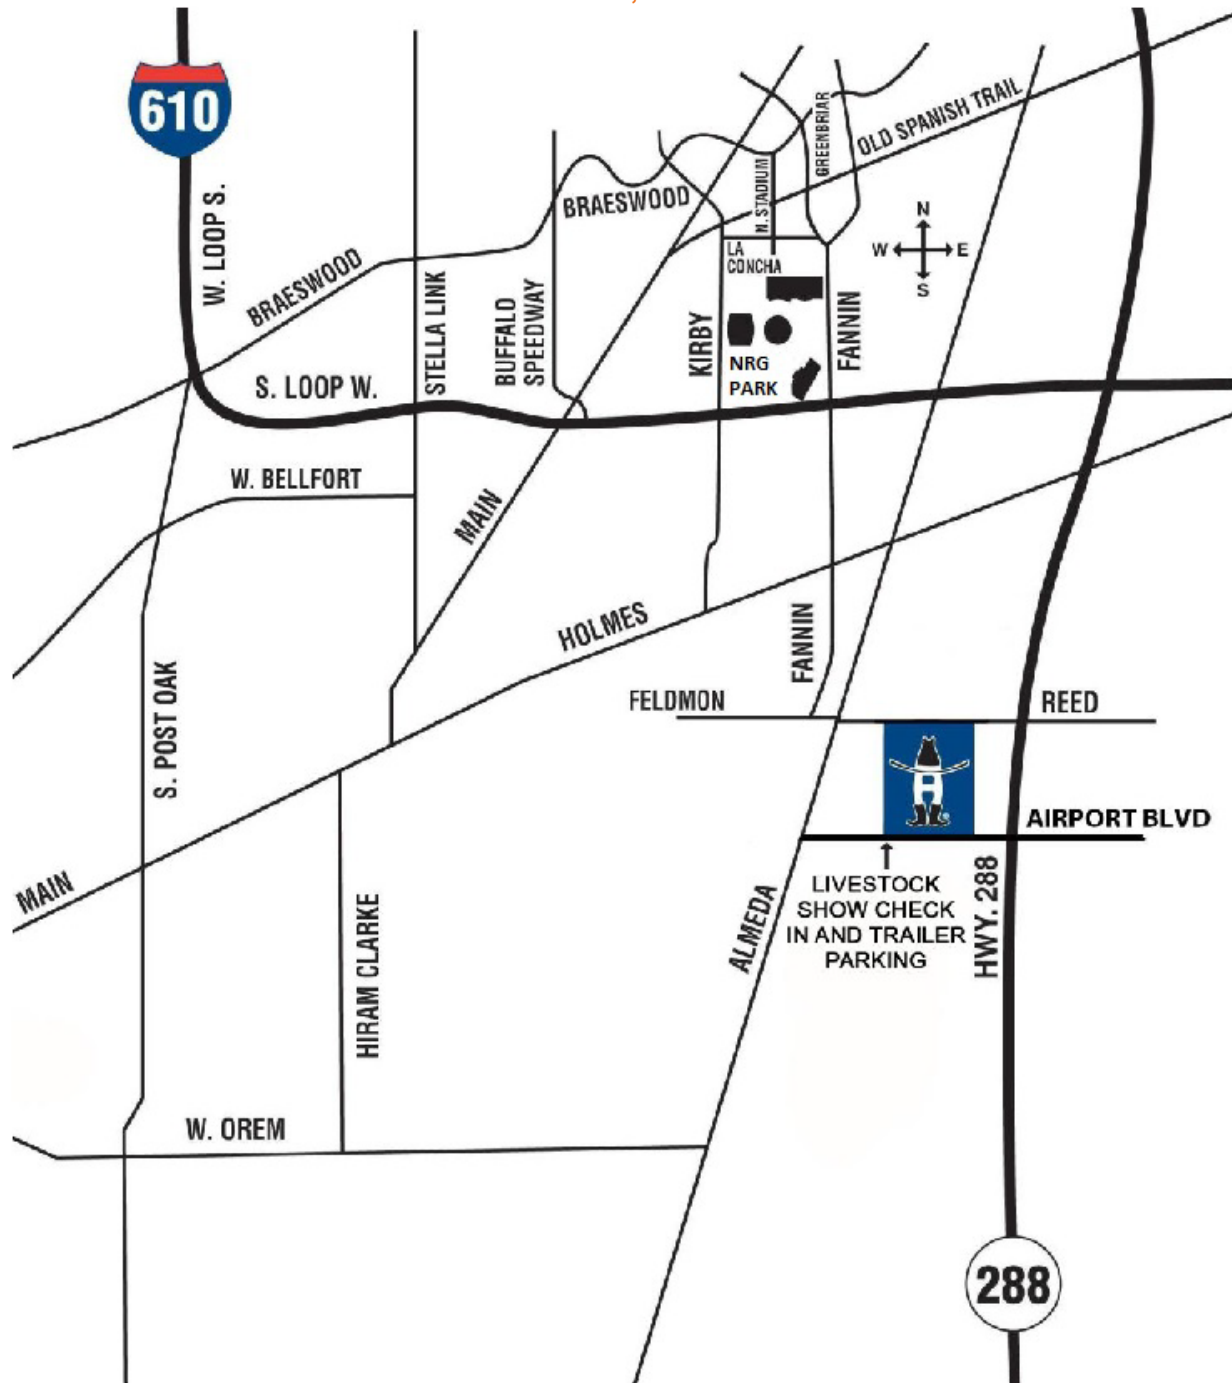 610
W. LOOP S.
BRAESWOOD
BRAESWOOD
N. STADIUM
GREENBRIAR
OLD SPANISH TRAIL
N
W
E
S
LA
CONCHA
STELLA LINK
BUFFALO
SPEEDWAY
KIRBY
FANNIN
NRG
PARK
S. LOOP W.
W. BELLFORT
MAIN
HOLMES
FANNIN
S. POST OAK
FELDMON
REED
H
AIRPORT BLVD
MAIN
LIVESTOCK
SHOW CHECK
IN AND TRAILER
PARKING
ALMEDA
HWY. 288
HIRAM CLARKE
W. OREM
288